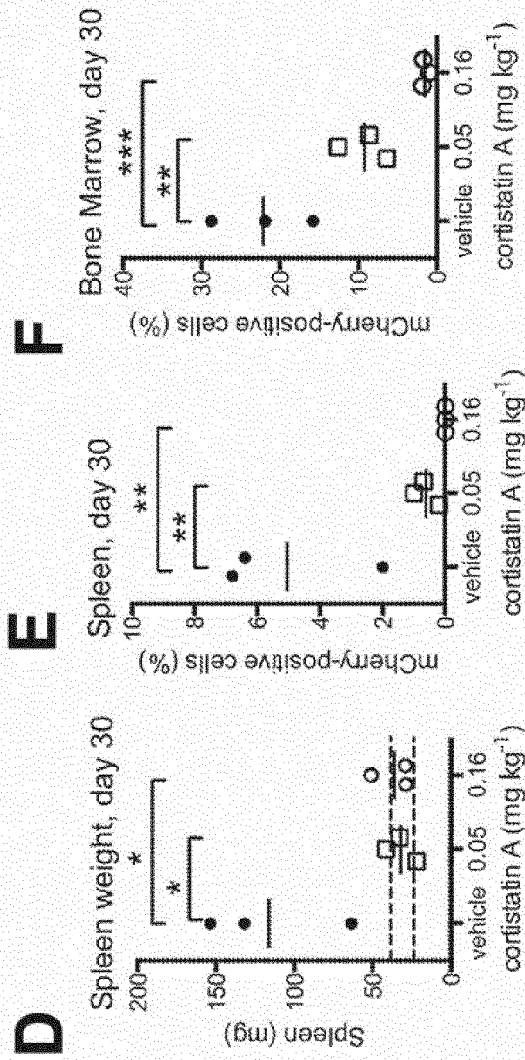 D
Spleen weight, day 30
Spleen (mg)
200
150
100
50
0
*
*
vehicle 0.05 0.16
cortistatin A (mg kg-1)
E
Spleen, day 30
mCherry-positive cells (%)
10
8
6
4
2
0
**
**
vehicle 0.05 0.16
cortistatin A (mg kg-1)
F
Bone Marrow, day 30
mCherry-positive cells (%)
40
30
20
10
0
***
**
vehicle 0.05 0.16
cortistatin A (mg kg-1)